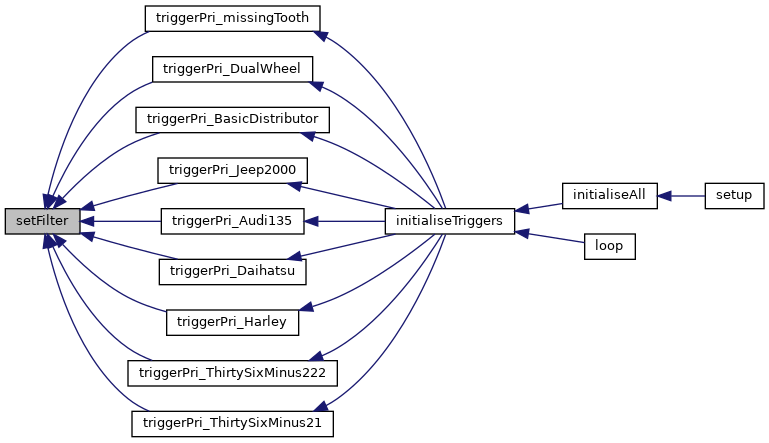 triggerPri_missingTooth
triggerPri_DualWheel
triggerPri_BasicDistributor
triggerPri_Jeep2000
setFilter
triggerPri_Audi135
initialiseTriggers
initialiseAll
setup
loop
triggerPri_Daihatsu
triggerPri_Harley
triggerPri_ThirtySixMinus222
triggerPri_ThirtySixMinus21